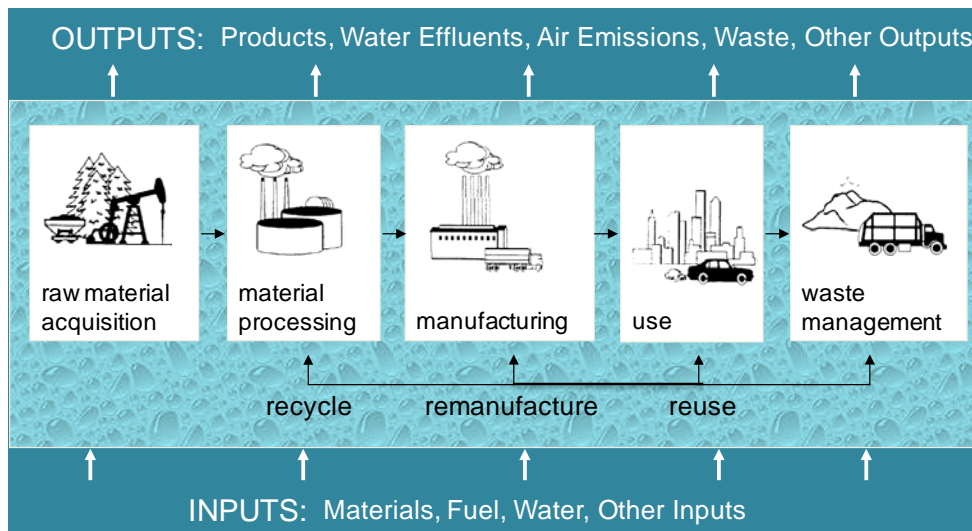 OUTPUTS: Products, Water Effluents, Air Emissions, Waste, Other Outputs
raw material
acquisition
material
processing
manufacturing
use
waste
management
recycle
remanufacture
reuse
INPUTS: Materials, Fuel, Water, Other Inputs